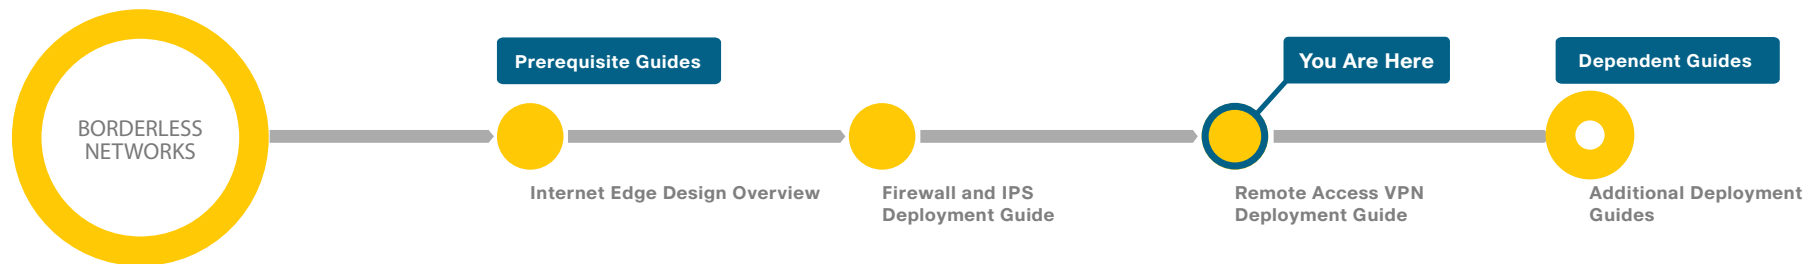 BORDERLESS
NETWORKS
Prerequisite Guides
You Are Here
Dependent Guides
Internet Edge Design Overview
Firewall and IPS
Deployment Guide
Remote Access VPN
Deployment Guide
Additional Deployment
Guides